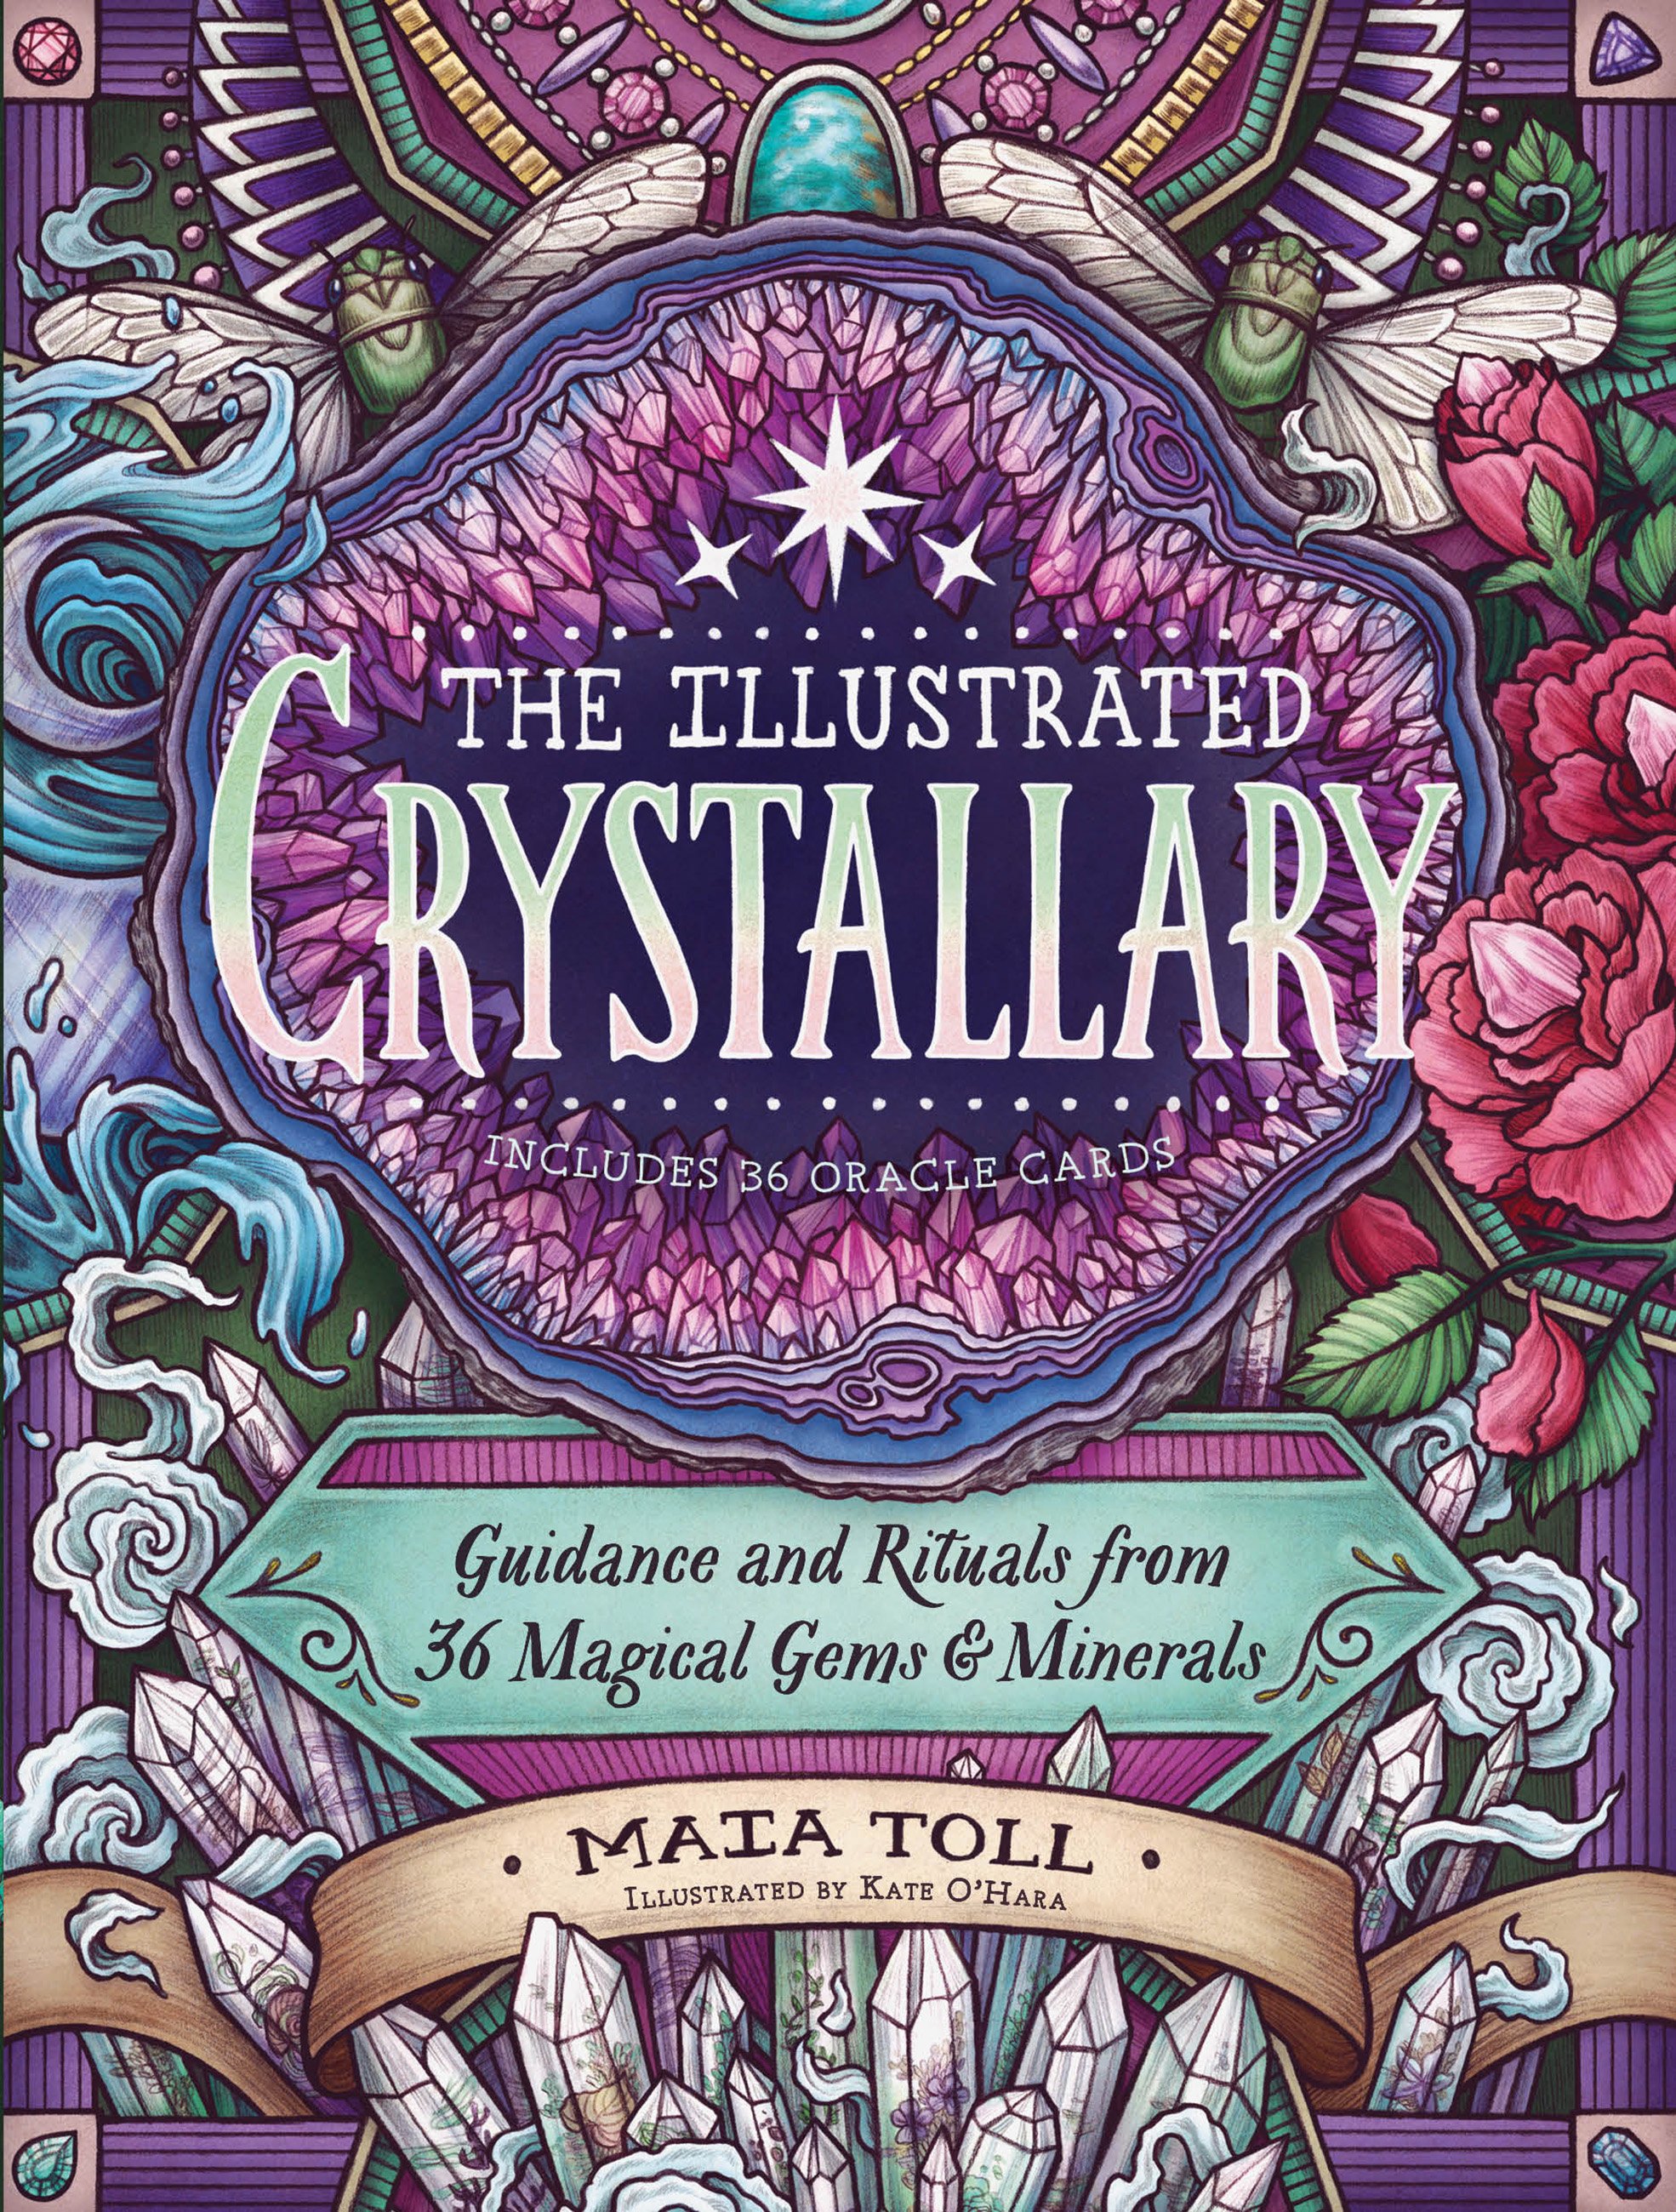 THE ILLUSTRATED
CRYSTALLARY
INCLUDES 36 ORACLE CARDS
Guidance and Rituals from
36 Magical Gems & Minerals
• MAIA TOLL •
ILLUSTRATED BY KATE O'HARA